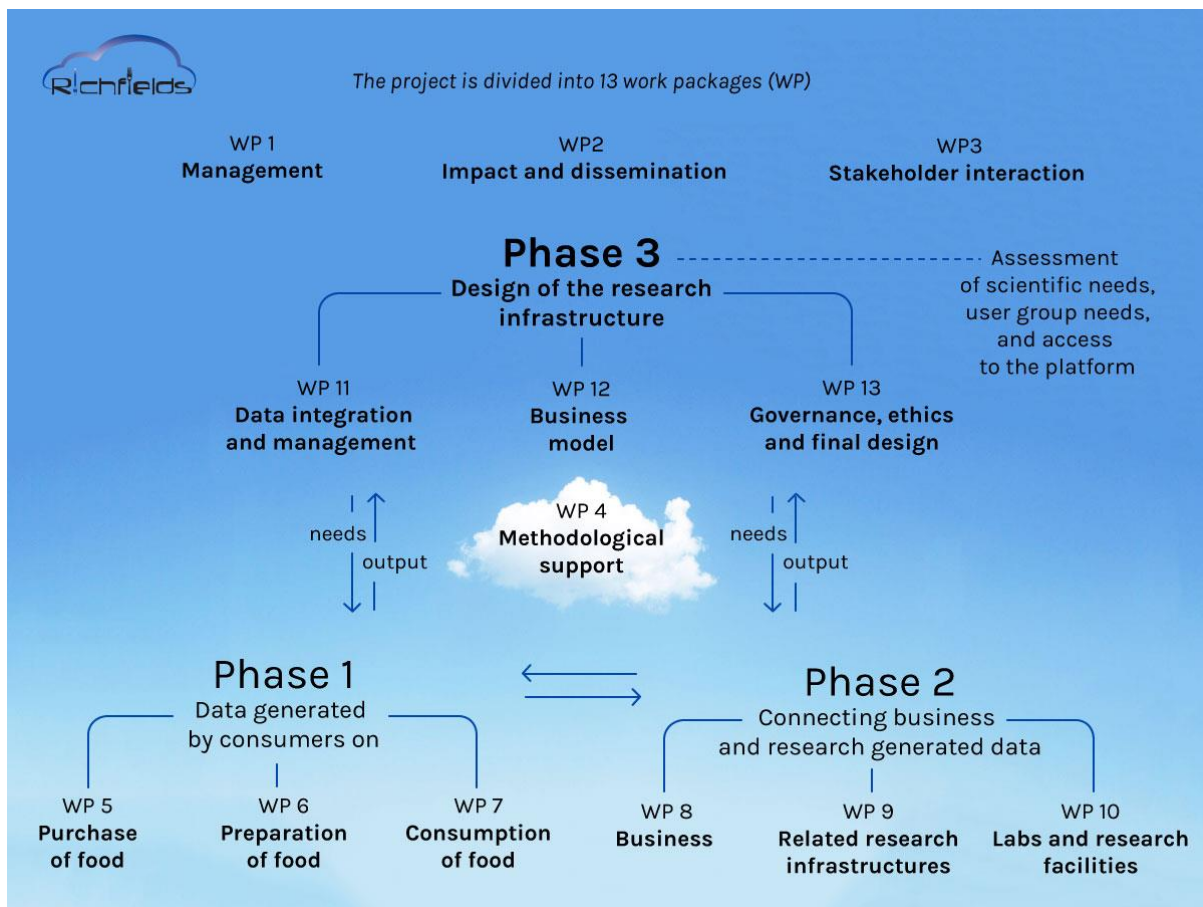 R!chfields
The project is divided into 13 work packages (WP)
WP 1
Management
WP2
Impact and dissemination
WP3
Stakeholder interaction
Phase 3
Design of the research
infrastructure
Assessment
of scientific needs,
user group needs,
and access
to the platform
WP 11
Data integration
and management
WP 12
Business
model
WP 13
Governance, ethics
and final design
needs
output
WP 4
Methodological
support
needs
output
Phase 1
Data generated
by consumers on
Phase 2
Connecting business
and research generated data
WP 5
Purchase
of food
WP 6
Preparation
of food
WP 7
Consumption
of food
WP 8
Business
WP 9
Related research
infrastructures
WP 10
Labs and research
facilities